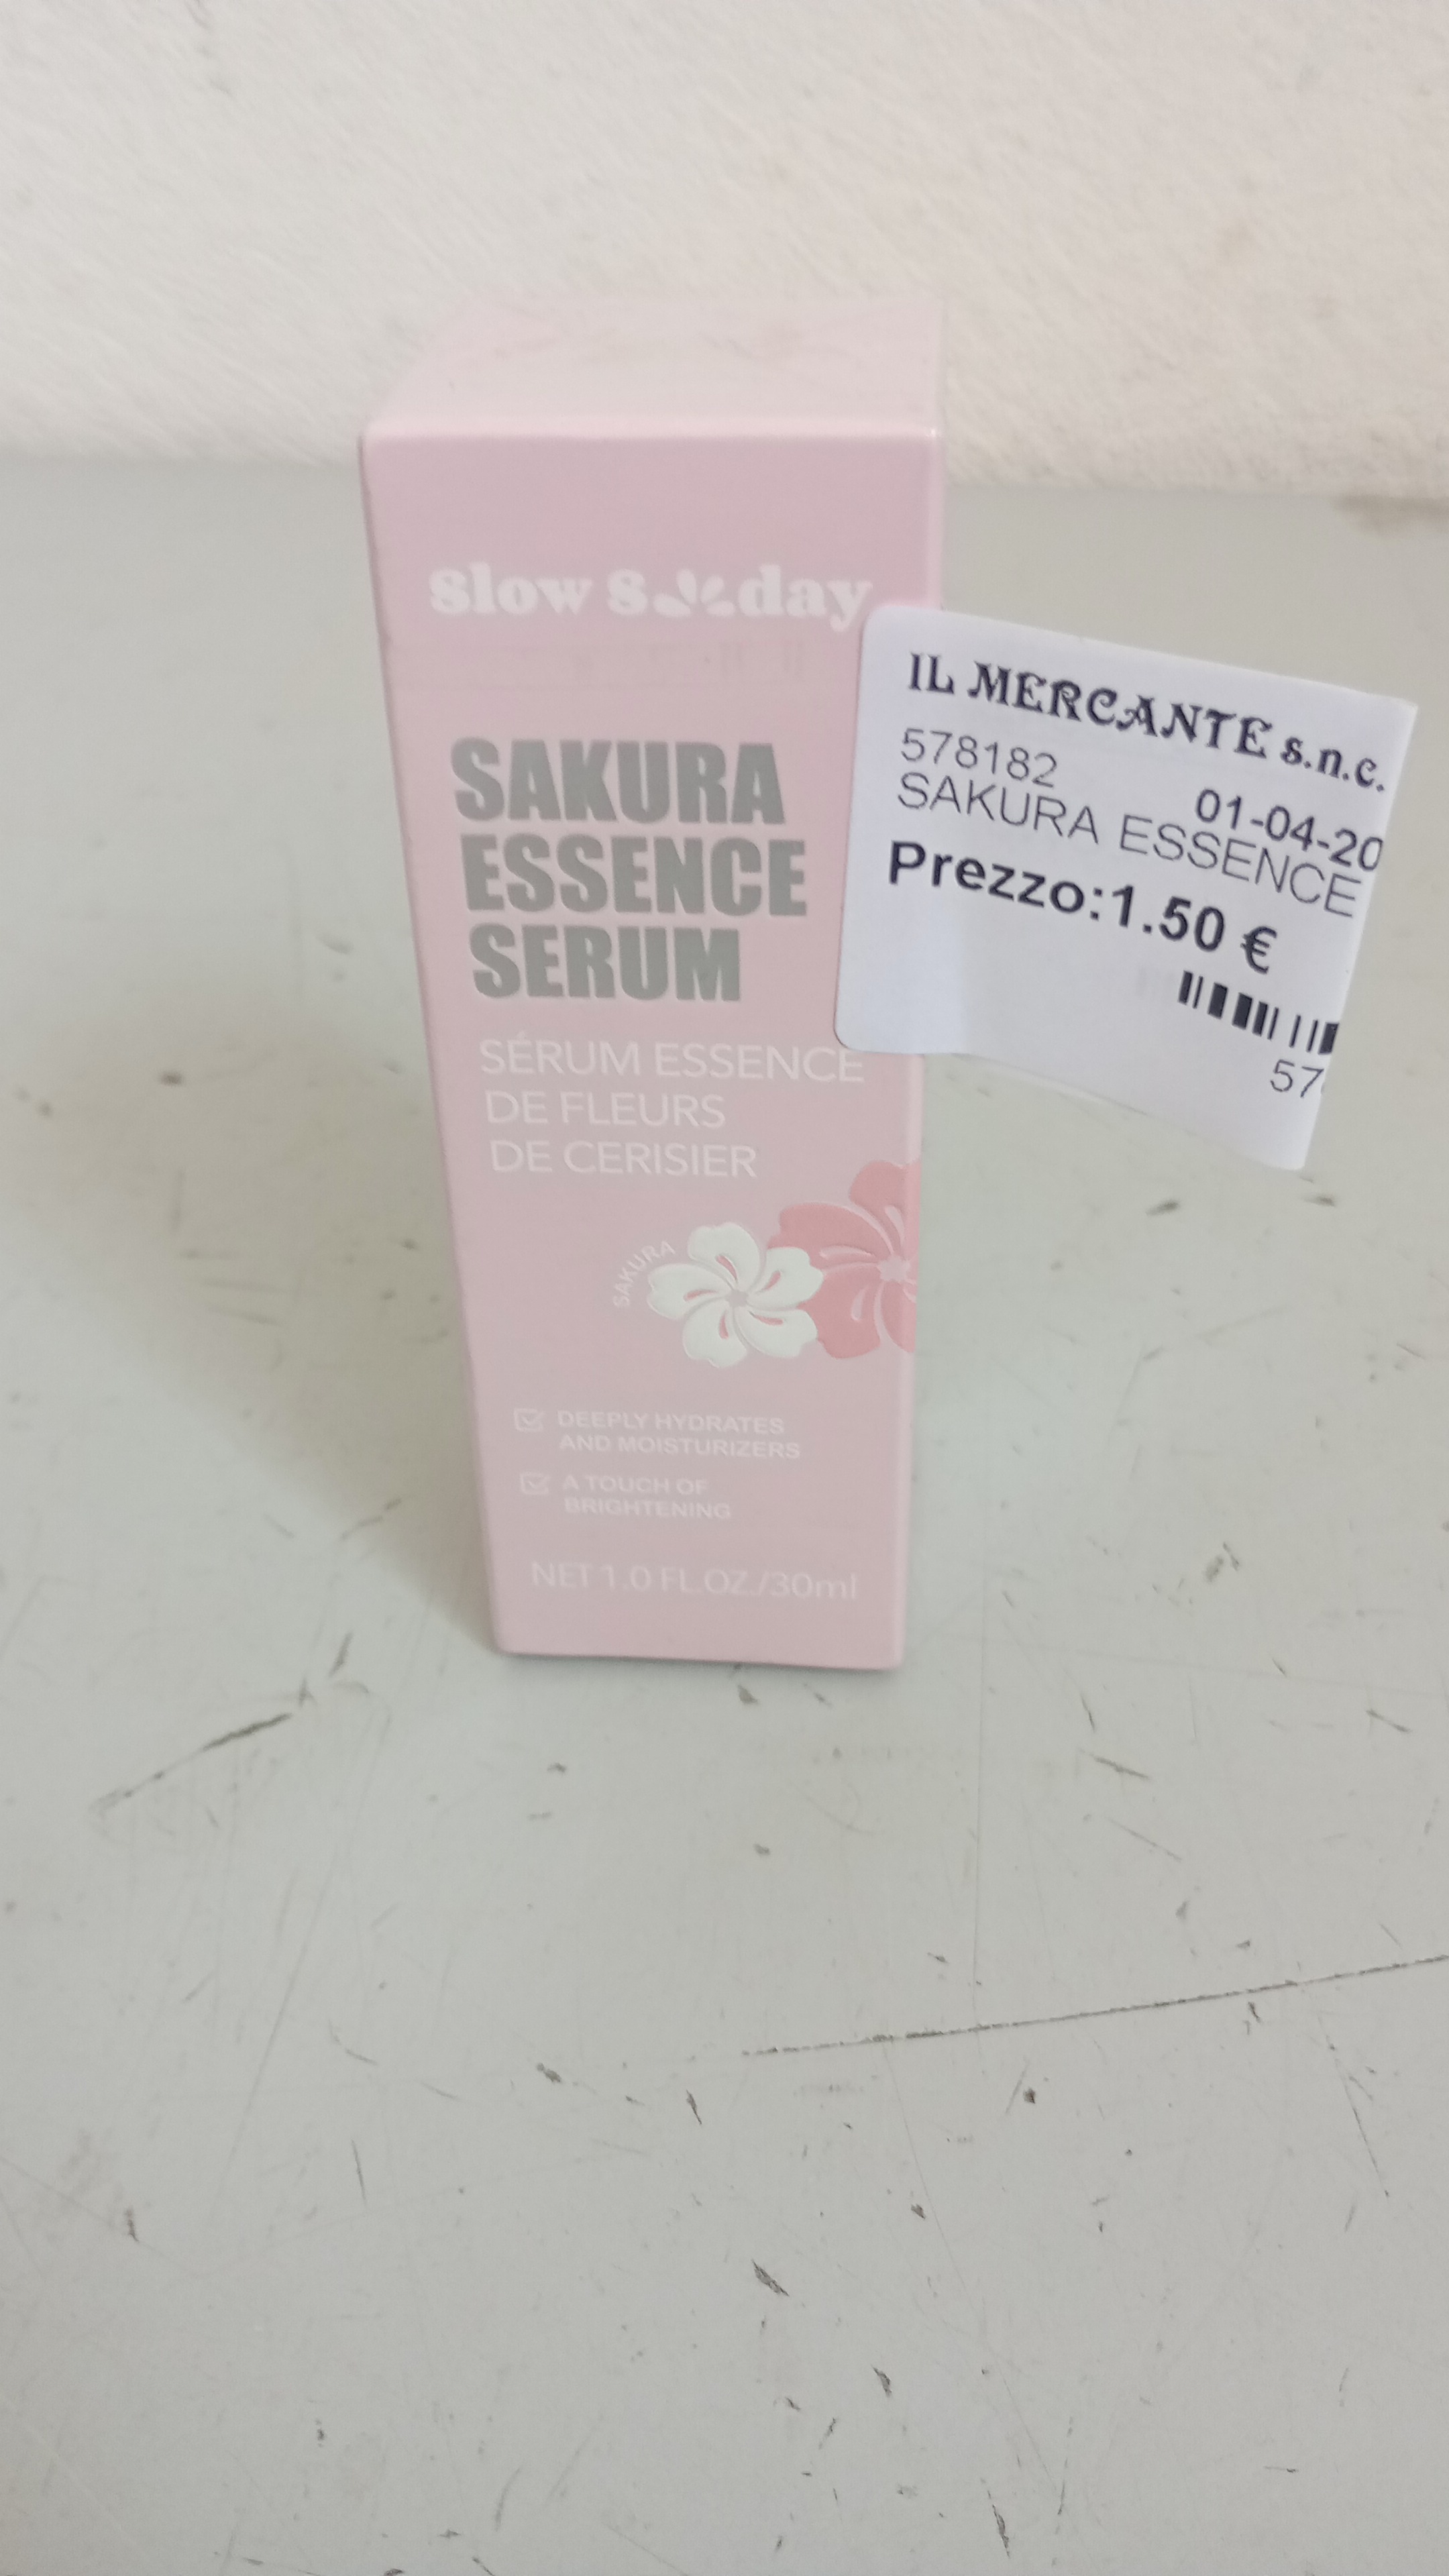 slow sunday
SAKURA
ESSENCE
SERUM
SÉRUM ESSENCE
DE FLEURS
DE CERISIER
SAKURA
DEEPLY HYDRATES
AND MOISTURIZERS
A TOUCH OF
BRIGHTENING
NET 1.0 FL.OZ./30ml
IL MERCANTE s.n.c.
578182
01-04-20
SAKURA ESSENCE
Prezzo:1.50 €
57